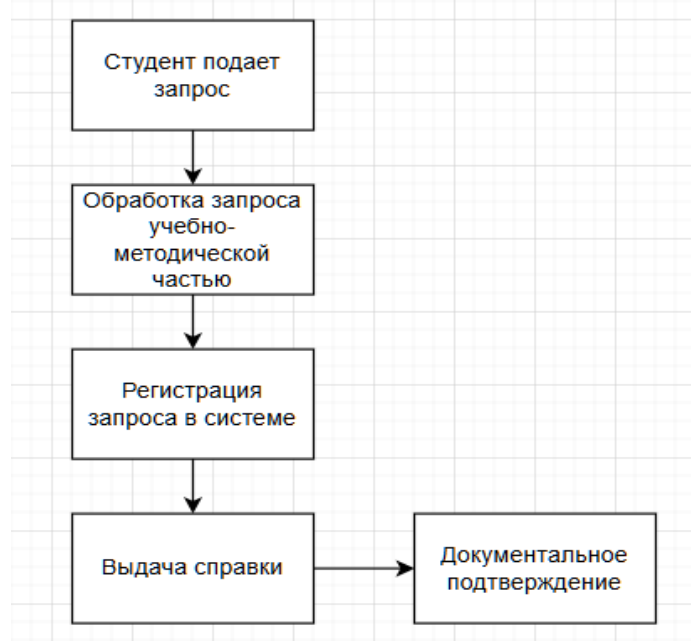 Студент подает
запрос
Обработка запроса
учебно-
методической
частью
Регистрация
запроса в системе
Выдача справки
Документальное
подтверждение